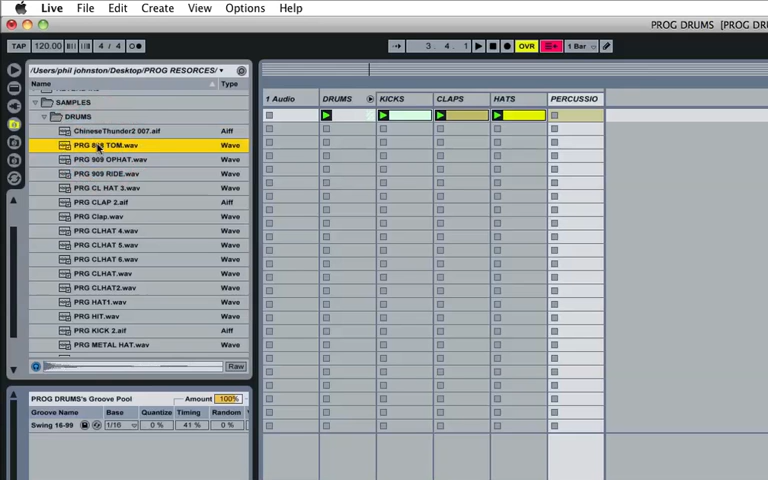 Live File Edit Create View Options Help
PROG DRUMS [PROG DRU
TAP 120.00 4 / 4 3. 4. 1 OVR 1 Bar
/Users/phil johnston/Desktop/PROG RESORCES/
Name Type
SAMPLES
DRUMS
ChineseThunder2 007.aif Aiff
PRG TOM.wav Wave
PRG 909 OPHAT.wav Wave
PRG 909 RIDE.wav Wave
PRG CL HAT 3.wav Wave
PRG CLAP 2.aif Aiff
PRG Clap.wav Wave
PRG CLHAT 4.wav Wave
PRG CLHAT 5.wav Wave
PRG CLHAT 6.wav Wave
PRG CLHAT.wav Wave
PRG CLHAT2.wav Wave
PRG HAT1.wav Wave
PRG HIT.wav Wave
PRG KICK 2.aif Aiff
PRG METAL HAT.wav Wave
Raw
1 Audio DRUMS KICKS CLAPS HATS PERCUSSIO
PROG DRUMS's Groove Pool Amount 100%
Groove Name Base Quantize Timing Random V
Swing 16-99 1/16 0 % 41 % 0 %